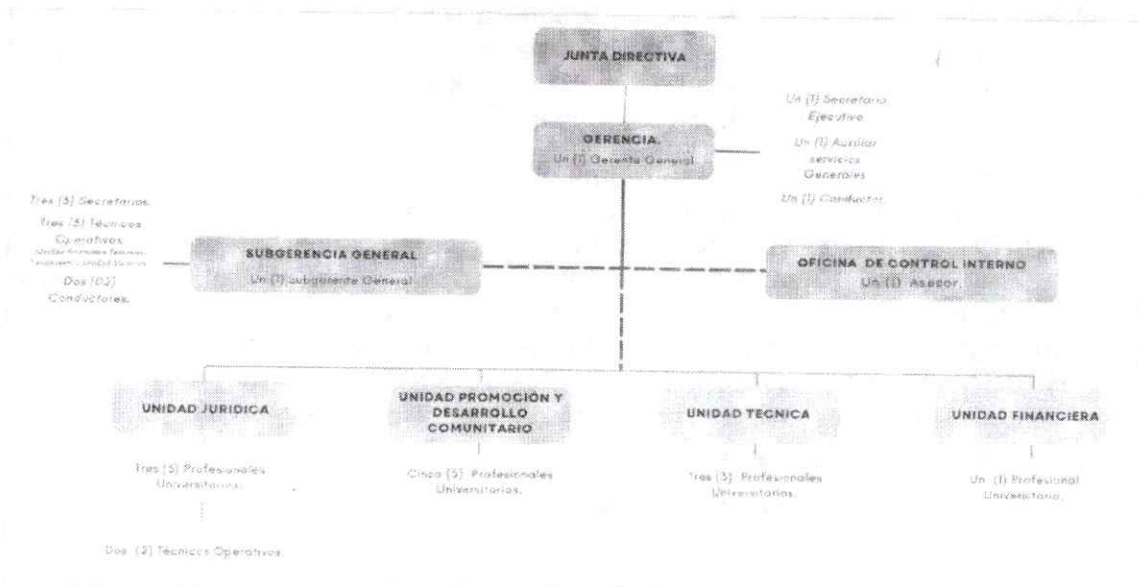 JUNTA DIRECTIVA
GERENCIA.
Un (1) Gerente General
Un (1) Secretario
Ejecutivo
Un (1) Auxiliar
servicios
Generales
Un (1) Conductor.
Tres (3) Secretarios.
Tres (3) Técnicos
Operativos
Dos (02)
Conductores.
SUBGERENCIA GENERAL
Un (1) Subgerente General
OFICINA DE CONTROL INTERNO
Un (1) Asesor.
UNIDAD JURIDICA
Tres (3) Profesionales
Universitarios.
Dos (2) Técnicos Operativos.
UNIDAD PROMOCIÓN Y
DESARROLLO
COMUNITARIO
Cinco (5) Profesionales
Universitarios.
UNIDAD TECNICA
Tres (3) Profesionales
Universitarios.
UNIDAD FINANCIERA
Un (1) Profesional
Universitario.